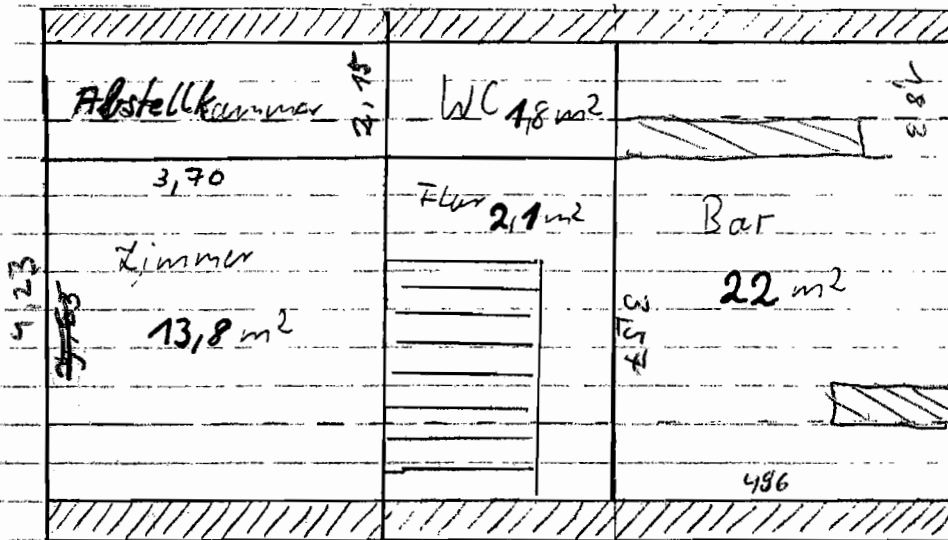 Abstellkammer
2,15
WC 1,8 m²
3,70
Flur 2,1 m²
Bar
22 m²
Zimmer
13,8 m²
4,23
496